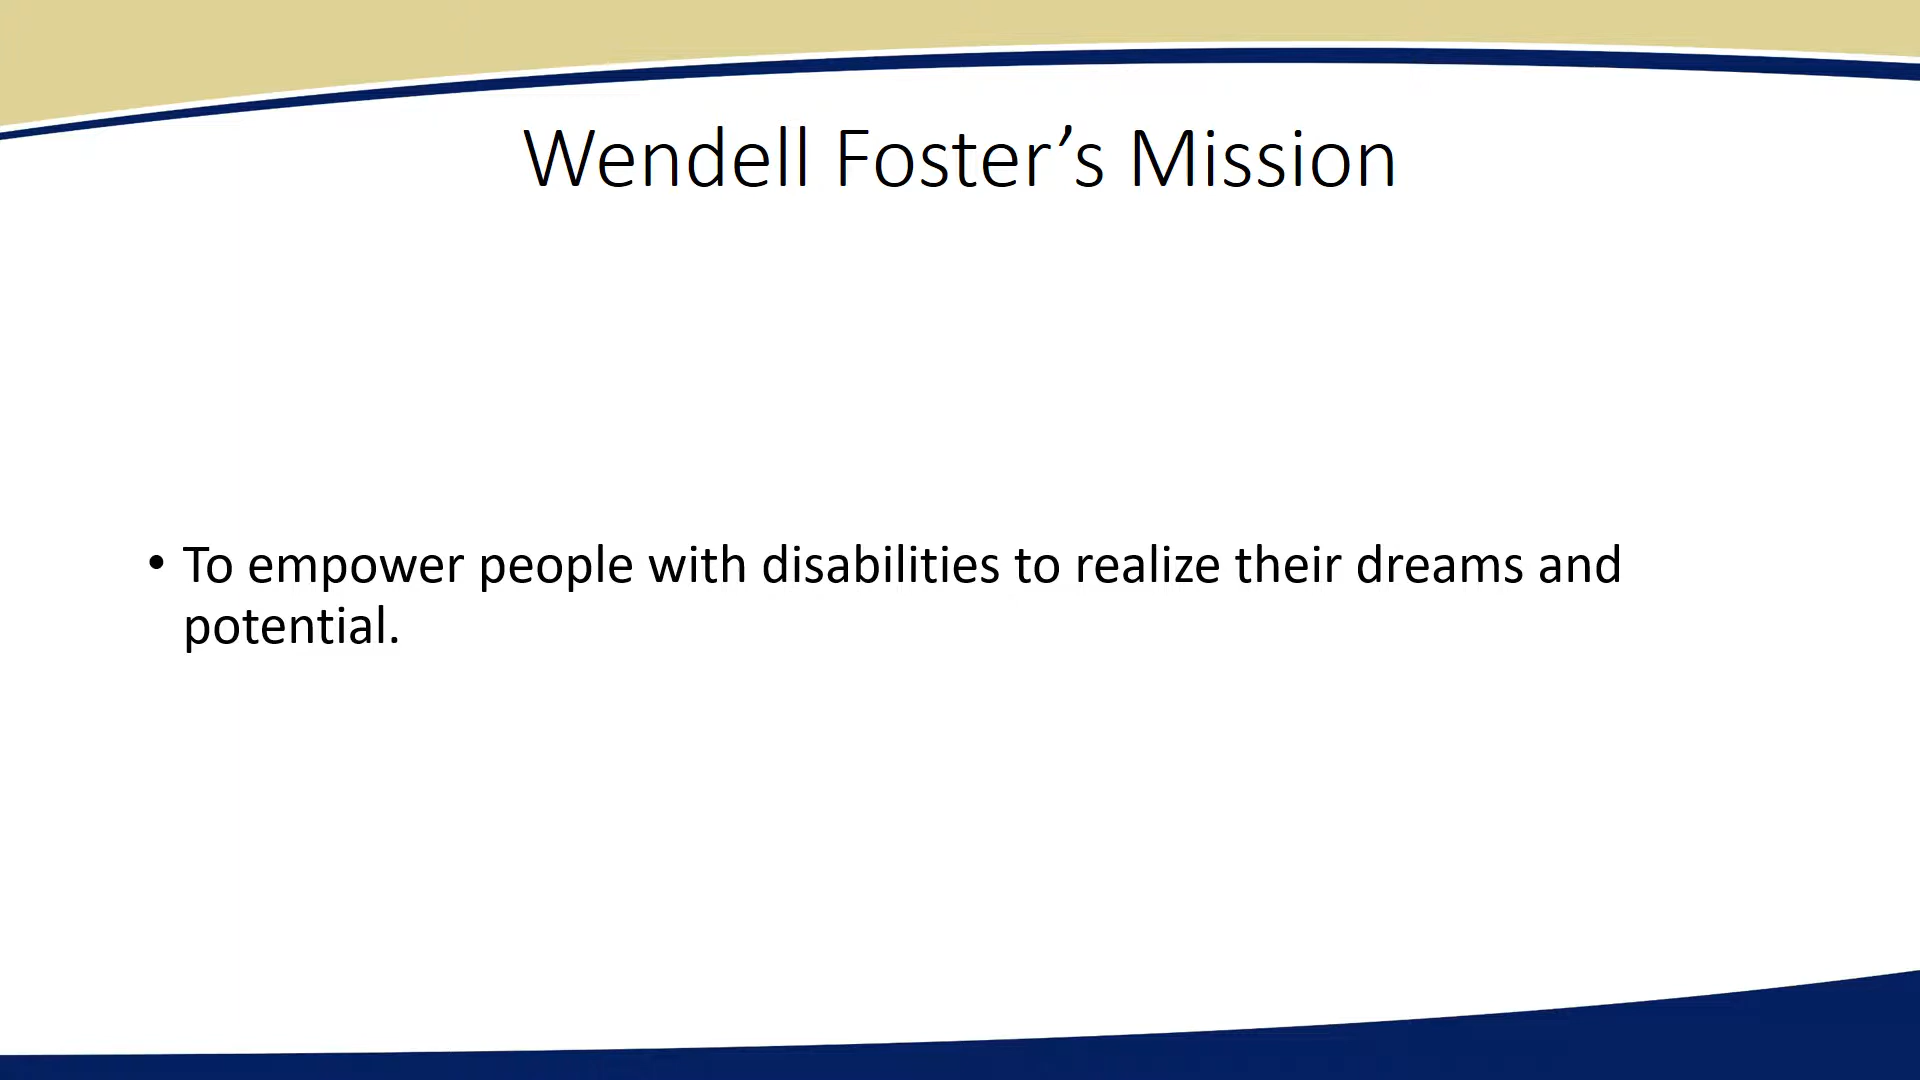 Wendell Foster’s Mission
• To empower people with disabilities to realize their dreams and
potential.